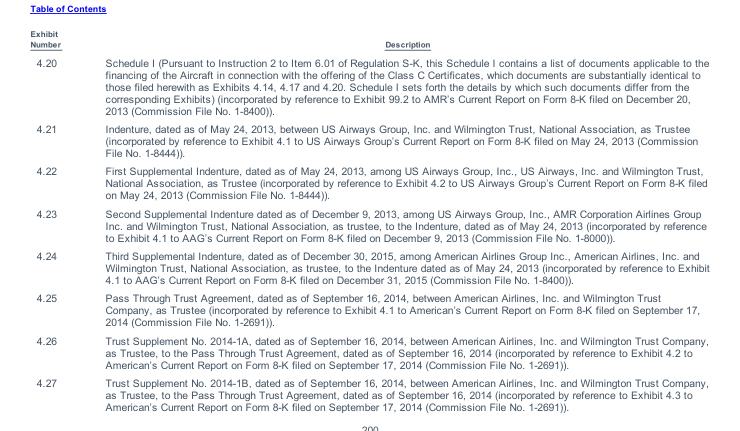 Table of Contents
Exhibit
Number Description
4.20 Schedule I (Pursuant to Instruction 2 to Item 6.01 of Regulation S-K, this Schedule I contains a list of documents applicable to the
financing of the Aircraft in connection with the offering of the Class C Certificates, which documents are substantially identical to
those filed herewith as Exhibits 4.14, 4.17 and 4.20. Schedule I sets forth the details by which such documents differ from the
corresponding Exhibits) (incorporated by reference to Exhibit 99.2 to AMR's Current Report on Form 8-K filed on December 20,
2013 (Commission File No. 1-8400)).
4.21 Indenture, dated as of May 24, 2013, between US Airways Group, Inc. and Wilmington Trust, National Association, as Trustee
(incorporated by reference to Exhibit 4.1 to US Airways Group's Current Report on Form 8-K filed on May 24, 2013 (Commission
File No. 1-8444)).
4.22 First Supplemental Indenture, dated as of May 24, 2013, among US Airways Group, Inc., US Airways, Inc. and Wilmington Trust,
National Association, as Trustee (incorporated by reference to Exhibit 4.2 to US Airways Group's Current Report on Form 8-K filed
on May 24, 2013 (Commission File No. 1-8444)).
4.23 Second Supplemental Indenture dated as of December 9, 2013, among US Airways Group, Inc., AMR Corporation Airlines Group
Inc. and Wilmington Trust, National Association, as trustee, to the Indenture, dated as of May 24, 2013 (incorporated by reference
to Exhibit 4.1 to AAG's Current Report on Form 8-K filed on December 9, 2013 (Commission File No. 1-8000)).
4.24 Third Supplemental Indenture, dated as of December 30, 2015, among American Airlines Group Inc., American Airlines, Inc. and
Wilmington Trust, National Association, as trustee, to the Indenture dated as of May 24, 2013 (incorporated by reference to Exhibit
4.1 to AAG's Current Report on Form 8-K filed on December 31, 2015 (Commission File No. 1-8400)).
4.25 Pass Through Trust Agreement, dated as of September 16, 2014, between American Airlines, Inc. and Wilmington Trust
Company, as Trustee (incorporated by reference to Exhibit 4.1 to American's Current Report on Form 8-K filed on September 17,
2014 (Commission File No. 1-2691)).
4.26 Trust Supplement No. 2014-1A, dated as of September 16, 2014, between American Airlines, Inc. and Wilmington Trust Company,
as Trustee, to the Pass Through Trust Agreement, dated as of September 16, 2014 (incorporated by reference to Exhibit 4.2 to
American's Current Report on Form 8-K filed on September 17, 2014 (Commission File No. 1-2691)).
4.27 Trust Supplement No. 2014-1B, dated as of September 16, 2014, between American Airlines, Inc. and Wilmington Trust Company,
as Trustee, to the Pass Through Trust Agreement, dated as of September 16, 2014 (incorporated by reference to Exhibit 4.3 to
American's Current Report on Form 8-K filed on September 17, 2014 (Commission File No. 1-2691)).